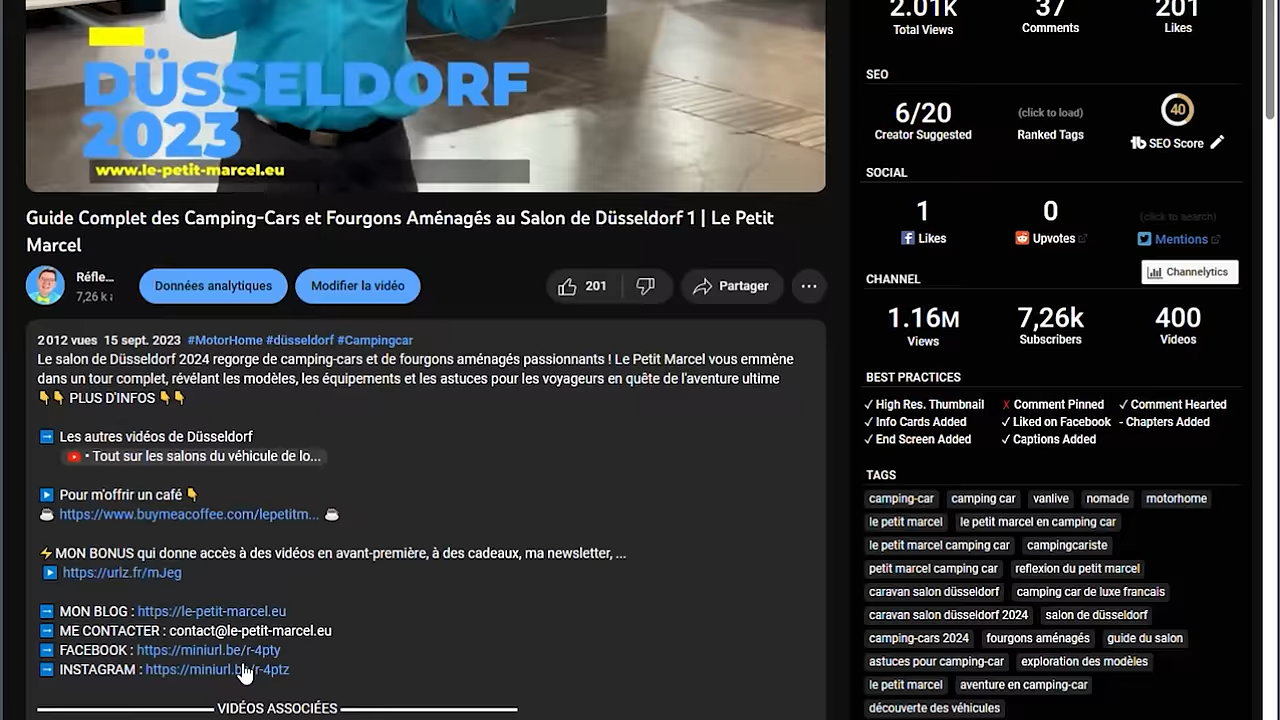 DÜSSELDORF
2023
www.le-petit-marcel.eu
Guide Complet des Camping-Cars et Fourgons Aménagés au Salon de Düsseldorf 1 | Le Petit
Marcel
Réfle...
7,26 k
Données analytiques
Modifier la vidéo
201
Partager
2 012 vues 15 sept. 2023 #MotorHome #düsseldorf #Campingcar
Le salon de Düsseldorf 2024 regorge de camping-cars et de fourgons aménagés passionnants ! Le Petit Marcel vous emmène
dans un tour complet, révélant les modèles, les équipements et les astuces pour les voyageurs en quête de l'aventure ultime
👇👇 PLUS D'INFOS 👇👇
➡ Les autres vidéos de Düsseldorf
• Tout sur les salons du véhicule de lo...
▶ Pour m'offrir un café 👇
☕ https://www.buymeacoffee.com/lepetitm... ☕
⚡MON BONUS qui donne accès à des vidéos en avant-première, à des cadeaux, ma newsletter, ...
▶ https://urlz.fr/mJeg
➡ MON BLOG : https://le-petit-marcel.eu
➡ ME CONTACTER : contact@le-petit-marcel.eu
➡ FACEBOOK : https://miniurl.be/r-4pty
➡ INSTAGRAM : https://miniurl.be/r-4ptz
VIDÉOS ASSOCIÉES
2.01K 37 201
Total Views Comments Likes
SEO
6/20 (click to load) 40
Creator Suggested Ranked Tags tb SEO Score
SOCIAL
1 0 (click to search)
Likes Upvotes Mentions
CHANNEL
Channelytics
1.16M 7,26k 400
Views Subscribers Videos
BEST PRACTICES
✓ High Res. Thumbnail ✗ Comment Pinned ✓ Comment Hearted
✓ Info Cards Added ✓ Liked on Facebook - Chapters Added
✓ End Screen Added ✓ Captions Added
TAGS
camping-car camping car vanlive nomade motorhome
le petit marcel le petit marcel en camping car
le petit marcel camping car campingcariste
petit marcel camping car reflexion du petit marcel
caravan salon düsseldorf camping car de luxe francais
caravan salon düsseldorf 2024 salon de düsseldorf
camping-cars 2024 fourgons aménagés guide du salon
astuces pour camping-car exploration des modèles
le petit marcel aventure en camping-car
découverte des véhicules